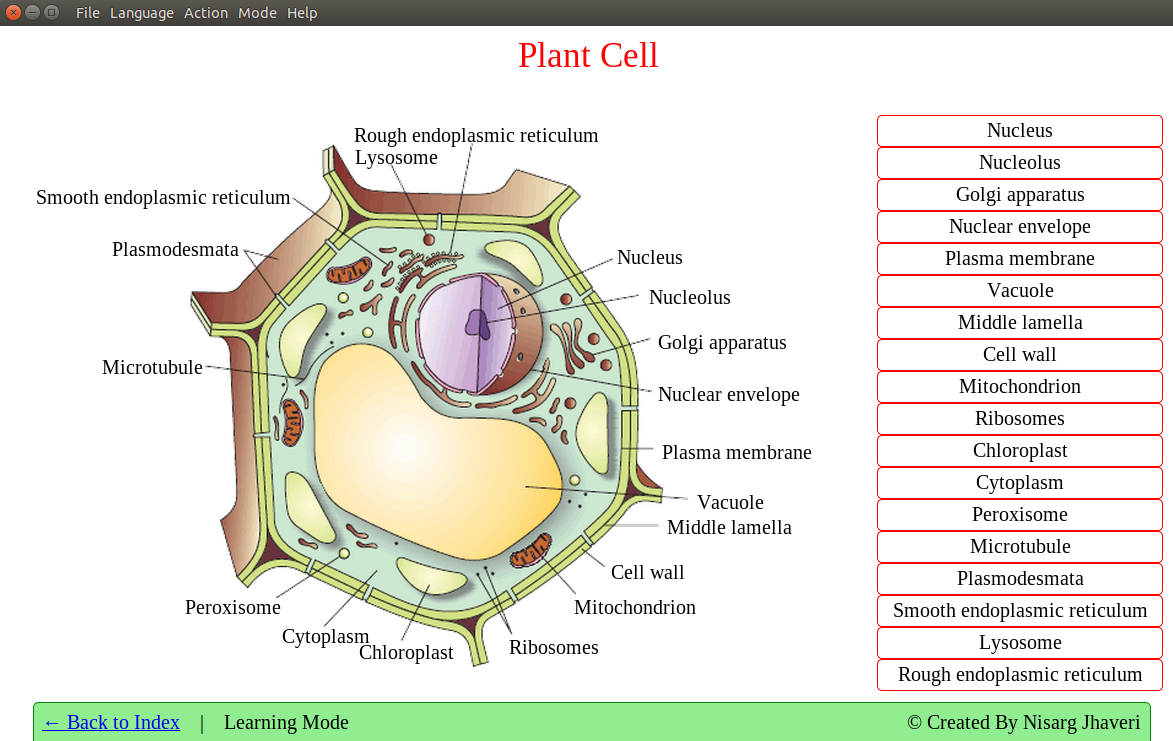 File Language Action Mode Help
Plant Cell
Rough endoplasmic reticulum
Lysosome
Smooth endoplasmic reticulum
Plasmodesmata
Microtubule
Nucleus
Nucleolus
Golgi apparatus
Nuclear envelope
Plasma membrane
Vacuole
Middle lamella
Cell wall
Mitochondrion
Peroxisome
Cytoplasm
Chloroplast
Ribosomes
Nucleus
Nucleolus
Golgi apparatus
Nuclear envelope
Plasma membrane
Vacuole
Middle lamella
Cell wall
Mitochondrion
Ribosomes
Chloroplast
Cytoplasm
Peroxisome
Microtubule
Plasmodesmata
Smooth endoplasmic reticulum
Lysosome
Rough endoplasmic reticulum
← Back to Index | Learning Mode © Created By Nisarg Jhaveri